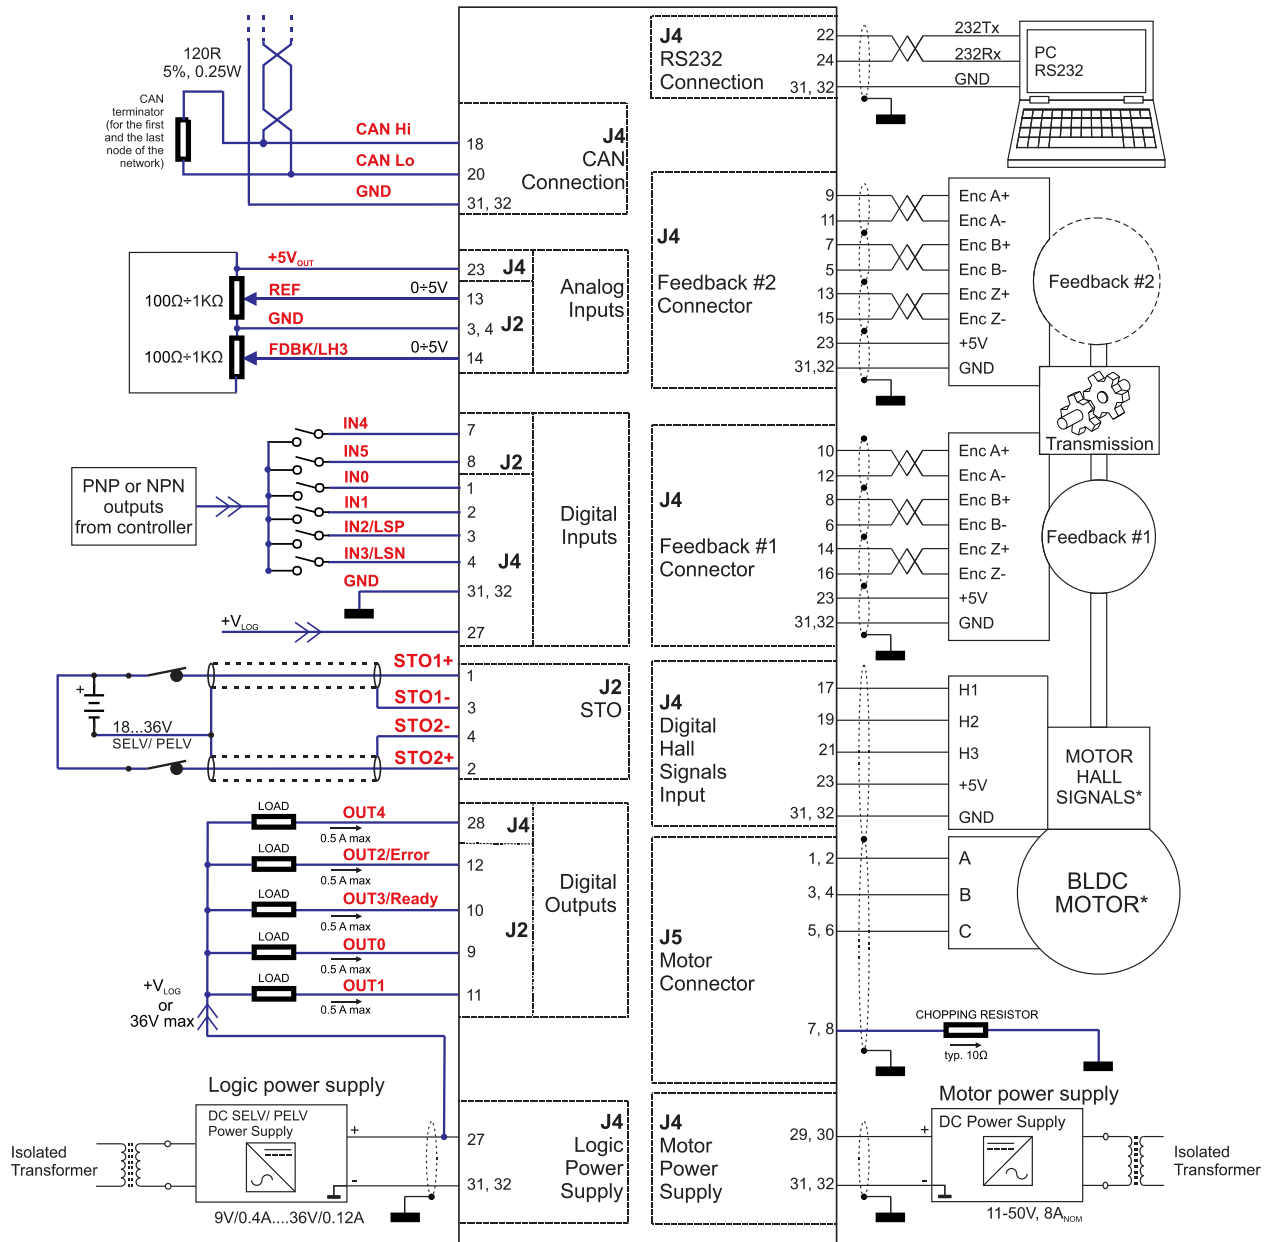 120R
5%, 0.25W
CAN
terminator
(for the first
and the last
node of the
network)
CAN Hi
18
CAN Lo
20
GND
31, 32
J4
CAN
Connection
+5VOUT
23
J4
REF
0÷5V
13
100Ω÷1KΩ
GND
3, 4
J2
FDBK/LH3
0÷5V
14
100Ω÷1KΩ
Analog
Inputs
IN4
7
IN5
8
J2
IN0
1
IN1
2
IN2/LSP
3
IN3/LSN
4
J4
GND
31, 32
+VLOG
27
PNP or NPN
outputs
from controller
Digital
Inputs
STO1+
1
STO1-
3
STO2-
4
STO2+
2
J2
STO
+
18...36V
SELV/ PELV
LOAD
OUT4
0.5 A max
28
J4
LOAD
OUT2/Error
0.5 A max
12
LOAD
OUT3/Ready
0.5 A max
10
J2
LOAD
OUT0
0.5 A max
9
LOAD
OUT1
0.5 A max
11
Digital
Outputs
+VLOG
or
36V max
Logic power supply
DC SELV/ PELV
Power Supply
+
-
Isolated
Transformer
9V/0.4A....36V/0.12A
27
31, 32
J4
Logic
Power
Supply
J4
RS232
Connection
22
24
31, 32
232Tx
232Rx
GND
PC
RS232
J4
Feedback #2
Connector
9
11
7
5
13
15
23
31,32
Enc A+
Enc A-
Enc B+
Enc B-
Enc Z+
Enc Z-
+5V
GND
Feedback #2
Transmission
J4
Feedback #1
Connector
10
12
8
6
14
16
23
31,32
Enc A+
Enc A-
Enc B+
Enc B-
Enc Z+
Enc Z-
+5V
GND
Feedback #1
J4
Digital
Hall
Signals
Input
17
19
21
23
31, 32
H1
H2
H3
+5V
GND
MOTOR
HALL
SIGNALS*
J5
Motor
Connector
1, 2
3, 4
5, 6
7, 8
A
B
C
BLDC
MOTOR*
CHOPPING RESISTOR
typ. 10Ω
Motor power supply
J4
Motor
Power
Supply
29, 30
31, 32
+
-
DC Power Supply
Isolated
Transformer
11-50V, 8ANOM